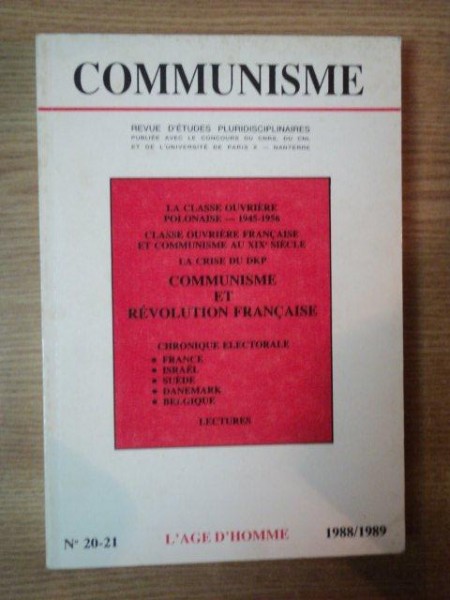 COMMUNISME
REVUE D'ÉTUDES PLURIDISCIPLINAIRES
PUBLIÉE AVEC LE CONCOURS DU CNRS, DU CNL
ET DE L'UNIVERSITÉ DE PARIS X — NANTERRE
LA CLASSE OUVRIÈRE
POLONAISE — 1945-1956
CLASSE OUVRIÈRE FRANÇAISE
ET COMMUNISME AU XIXe SIÈCLE
LA CRISE DU DKP
COMMUNISME
ET
RÉVOLUTION FRANÇAISE
CHRONIQUE ELECTORALE
• FRANCE
• ISRAËL
• SUÈDE
• DANEMARK
• BELGIQUE
LECTURES
N° 20-21 L'AGE D'HOMME 1988/1989